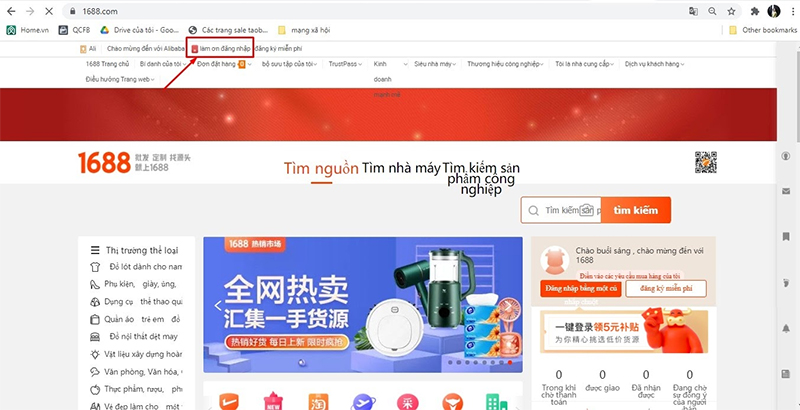 1688.com
Home.vn
QCFB
Drive của tôi - Goo...
Các trang sale taob...
mạng xã hội
Other bookmarks
Ali
Chào mừng đến với Alibaba
làm ơn đăng nhập
đăng ký miễn phí
1688 Trang chủ
Bí danh của tôi
Đơn đặt hàng
0
bộ sưu tập của tôi
TrustPass
Kinh
doanh
Siêu nhà máy
Thương hiệu công nghiệp
Tôi là nhà cung cấp
Dịch vụ khách hàng
Điều hướng Trang web
1688
批发 定制 找源头
就上1688
Tìm nguồn
Tìm nhà máy
Tìm kiếm sản
phẩm công
nghiệp
Tìm kiếm sản p
tìm kiếm
Thị trường thể loại
Đồ lót dành cho nam
Phụ kiện, giày, ủng,
Dụng cụ thể thao quầ
Quần áo trẻ em đồ
Đồ nội thất dệt may
Vật liệu xây dựng hoàn
Văn phòng, Văn hóa, C
Thực phẩm, rượu, ph
Vẻ đẹp làm cho mặt
1688 热销市场
全网热卖
汇集一手货源
热销好货 每日上新 限时疯抢
Chào buổi sáng , chào mừng đến với
1688
Điền vào các yêu cầu mua hàng của tôi
Đăng nhập bằng một cú
đăng ký miễn phí
一键登录领5元补贴
为你精心挑选低价货源
0
0
0
0
Trong khi
chờ thanh
toán
được giao
Đã nhận
được
Đang chờ
sự đồng ý
của người
淘
采